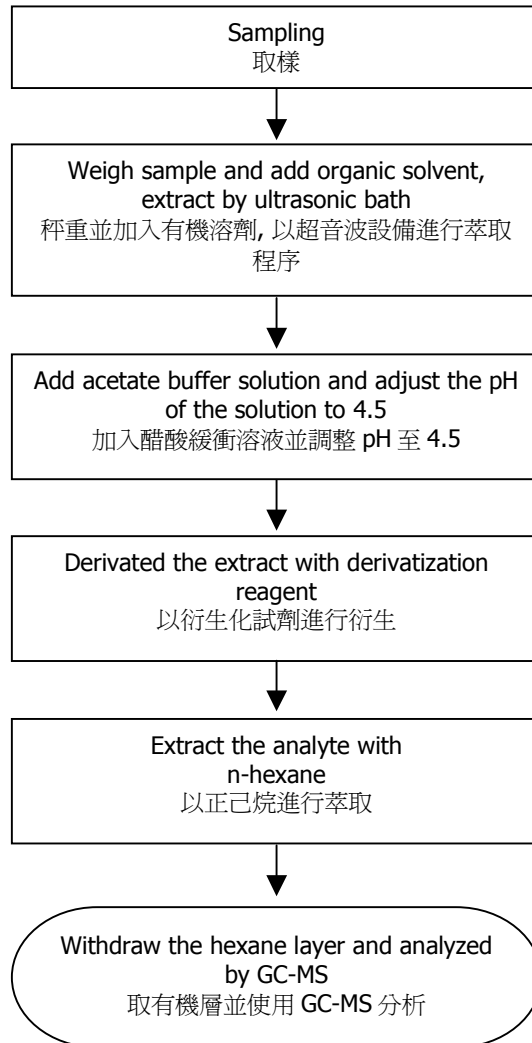 Sampling
取樣
Weigh sample and add organic solvent,
extract by ultrasonic bath
秤重並加入有機溶劑, 以超音波設備進行萃取
程序
Add acetate buffer solution and adjust the pH
of the solution to 4.5
加入醋酸緩衝溶液並調整 pH 至 4.5
Derivated the extract with derivatization
reagent
以衍生化試劑進行衍生
Extract the analyte with
n-hexane
以正己烷進行萃取
Withdraw the hexane layer and analyzed
by GC-MS
取有機層並使用 GC-MS 分析